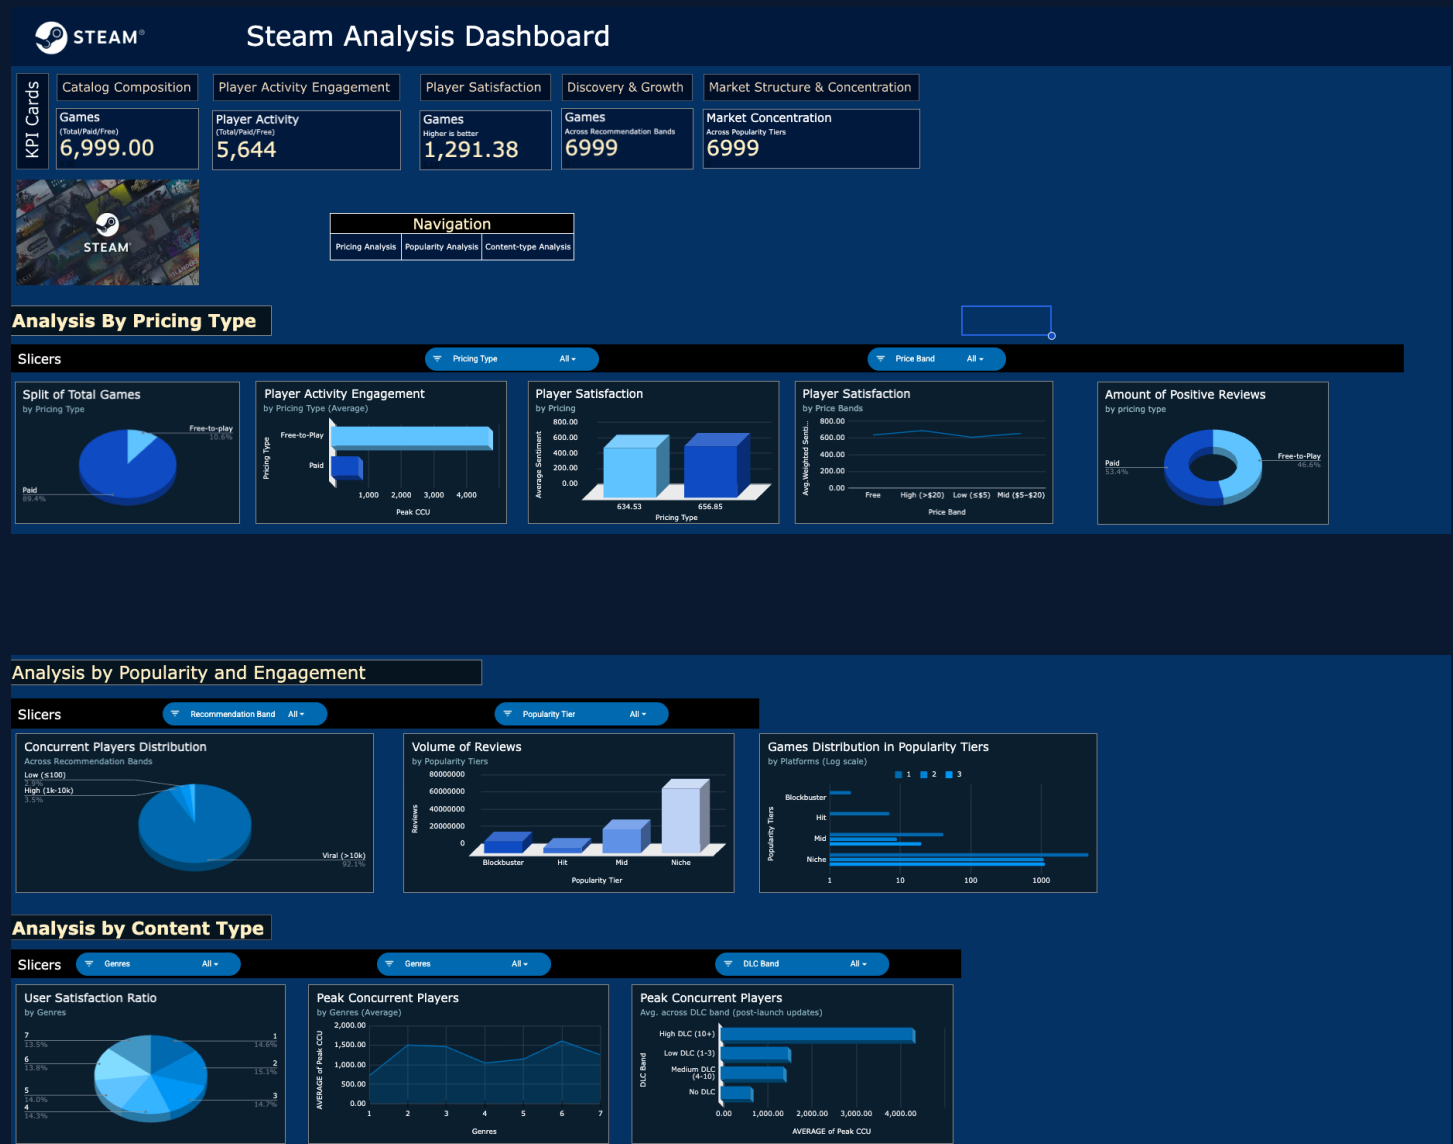 STEAM®
Steam Analysis Dashboard
KPI Cards
Catalog Composition
Player Activity Engagement
Player Satisfaction
Discovery & Growth
Market Structure & Concentration
Games
(Total/Paid/Free)
6,999.00
Player Activity
(Total/Paid/Free)
5,644
Games
Higher is better
1,291.38
Games
Across Recommendation Bands
6999
Market Concentration
Across Popularity Tiers
6999
STEAM
Navigation
Pricing Analysis
Popularity Analysis
Content-type Analysis
Analysis By Pricing Type
Slicers
Pricing Type
All
Price Band
All
Split of Total Games
by Pricing Type
Free-to-play
10.6%
Paid
89.4%
Player Activity Engagement
by Pricing Type (Average)
Pricing Type
Free-to-Play
Paid
1,000
2,000
3,000
4,000
Peak CCU
Player Satisfaction
by Pricing
Average Sentiment
800.00
600.00
400.00
200.00
0.00
634.53
656.85
Pricing Type
Player Satisfaction
by Price Bands
Avg.Weighted Senti...
800.00
600.00
400.00
200.00
0.00
Free
High (>$20)
Low (≤$5)
Mid ($5–$20)
Price Band
Amount of Positive Reviews
by pricing type
Free-to-Play
46.6%
Paid
53.4%
Analysis by Popularity and Engagement
Slicers
Recommendation Band
All
Popularity Tier
All
Concurrent Players Distribution
Across Recommendation Bands
Low (≤100)
2.9%
High (1k-10k)
3.5%
Viral (>10k)
92.1%
Volume of Reviews
by Popularity Tiers
Reviews
80000000
60000000
40000000
20000000
0
Blockbuster
Hit
Mid
Niche
Popularity Tier
Games Distribution in Popularity Tiers
by Platforms (Log scale)
1
2
3
Popularity Tiers
Blockbuster
Hit
Mid
Niche
1
10
100
1000
Analysis by Content Type
Slicers
Genres
All
Genres
All
DLC Band
All
User Satisfaction Ratio
by Genres
7
13.5%
6
13.8%
5
14.0%
4
14.3%
1
14.6%
2
15.1%
3
14.7%
Peak Concurrent Players
by Genres (Average)
AVERAGE of Peak CCU
2,000.00
1,500.00
1,000.00
500.00
0.00
1
2
3
4
5
6
7
Genres
Peak Concurrent Players
Avg. across DLC band (post-launch updates)
DLC Band
High DLC (10+)
Low DLC (1-3)
Medium DLC
(4-10)
No DLC
0.00
1,000.00
2,000.00
3,000.00
4,000.00
AVERAGE of Peak CCU